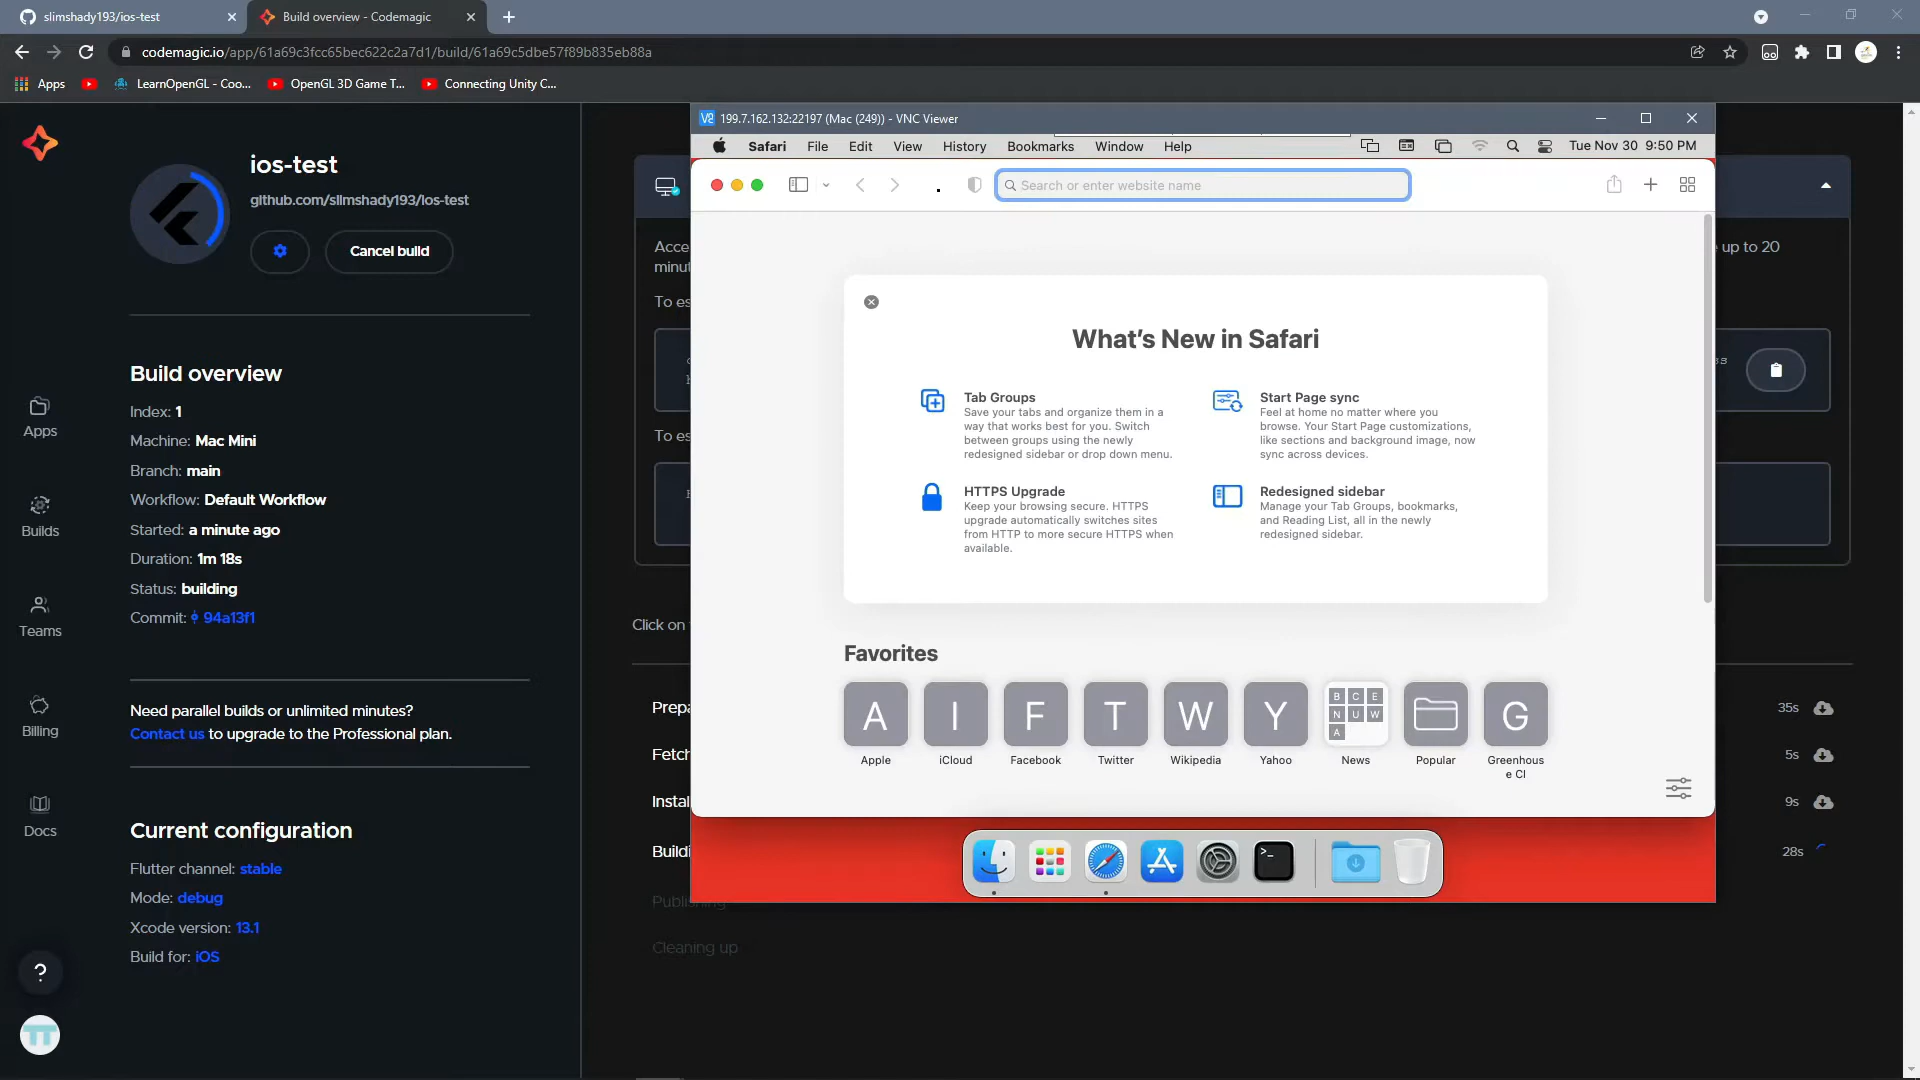 slimshady193/ios-test
Build overview - Codemagic
codemagic.io/app/61a69c3fcc65bec622c2a7d1/build/61a69c5dbe57f89b835eb88a
Apps
LearnOpenGL - Coo...
OpenGL 3D Game T...
Connecting Unity C...
ios-test
github.com/slimshady193/ios-test
Cancel build
Build overview
Index: 1
Machine: Mac Mini
Branch: main
Workflow: Default Workflow
Started: a minute ago
Duration: 1m 18s
Status: building
Commit: 94a13f1
Need parallel builds or unlimited minutes?
Contact us to upgrade to the Professional plan.
Current configuration
Flutter channel: stable
Mode: debug
Xcode version: 13.1
Build for: iOS
Apps
Builds
Teams
Billing
Docs
?
Acce
minut
To es
To es
Click on
up to 20
Prepa
35s
Fetch
5s
Instal
9s
Buildi
28s
Publishing
Cleaning up
199.7.162.132:22197 (Mac (249)) - VNC Viewer
Safari File Edit View History Bookmarks Window Help
Tue Nov 30 9:50 PM
Search or enter website name
What's New in Safari
Tab Groups
Save your tabs and organize them in a
way that works best for you. Switch
between groups using the newly
redesigned sidebar or drop down menu.
Start Page sync
Feel at home no matter where you
browse. Your Start Page customizations,
like sections and background image, now
sync across devices.
HTTPS Upgrade
Keep your browsing secure. HTTPS
upgrade automatically switches sites
from HTTP to more secure HTTPS when
available.
Redesigned sidebar
Manage your Tab Groups, bookmarks,
and Reading List, all in the newly
redesigned sidebar.
Favorites
A I F T W Y G
B C E
N U W
A
Apple
iCloud
Facebook
Twitter
Wikipedia
Yahoo
News
Popular
Greenhous
e CI